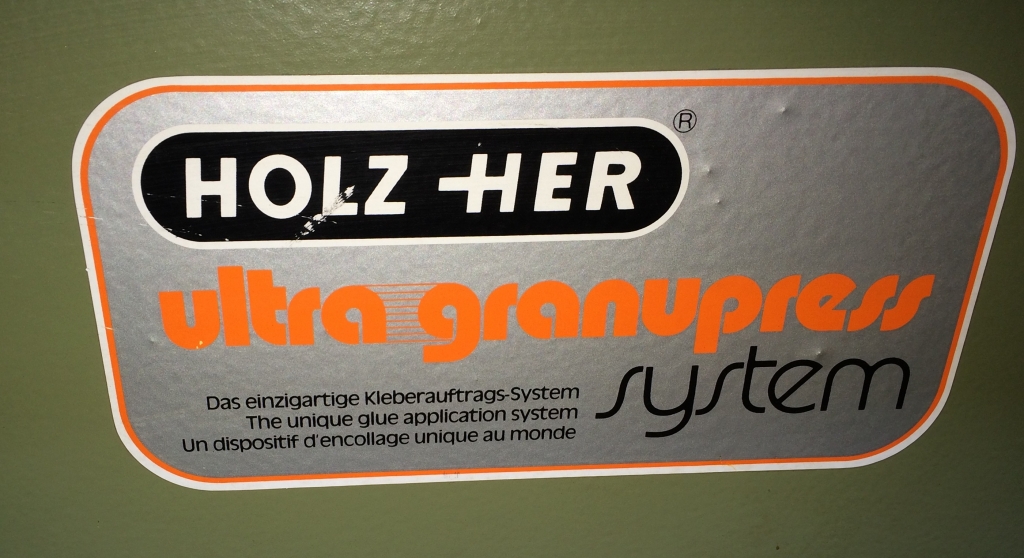 HOLZ-HER®
ultra granupress
system
Das einzigartige Kleberauftrags-System
The unique glue application system
Un dispositif d'encollage unique au monde